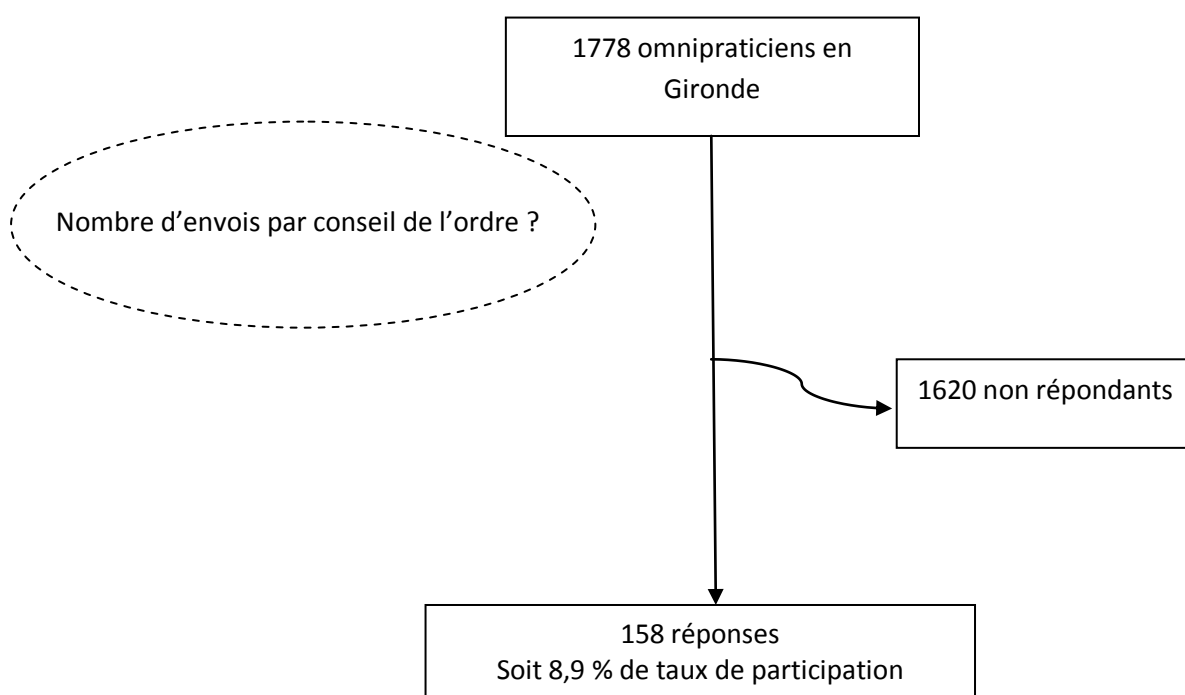 1778 omnipraticiens en
Gironde
Nombre d’envois par conseil de l’ordre ?
1620 non répondants
158 réponses
Soit 8,9 % de taux de participation